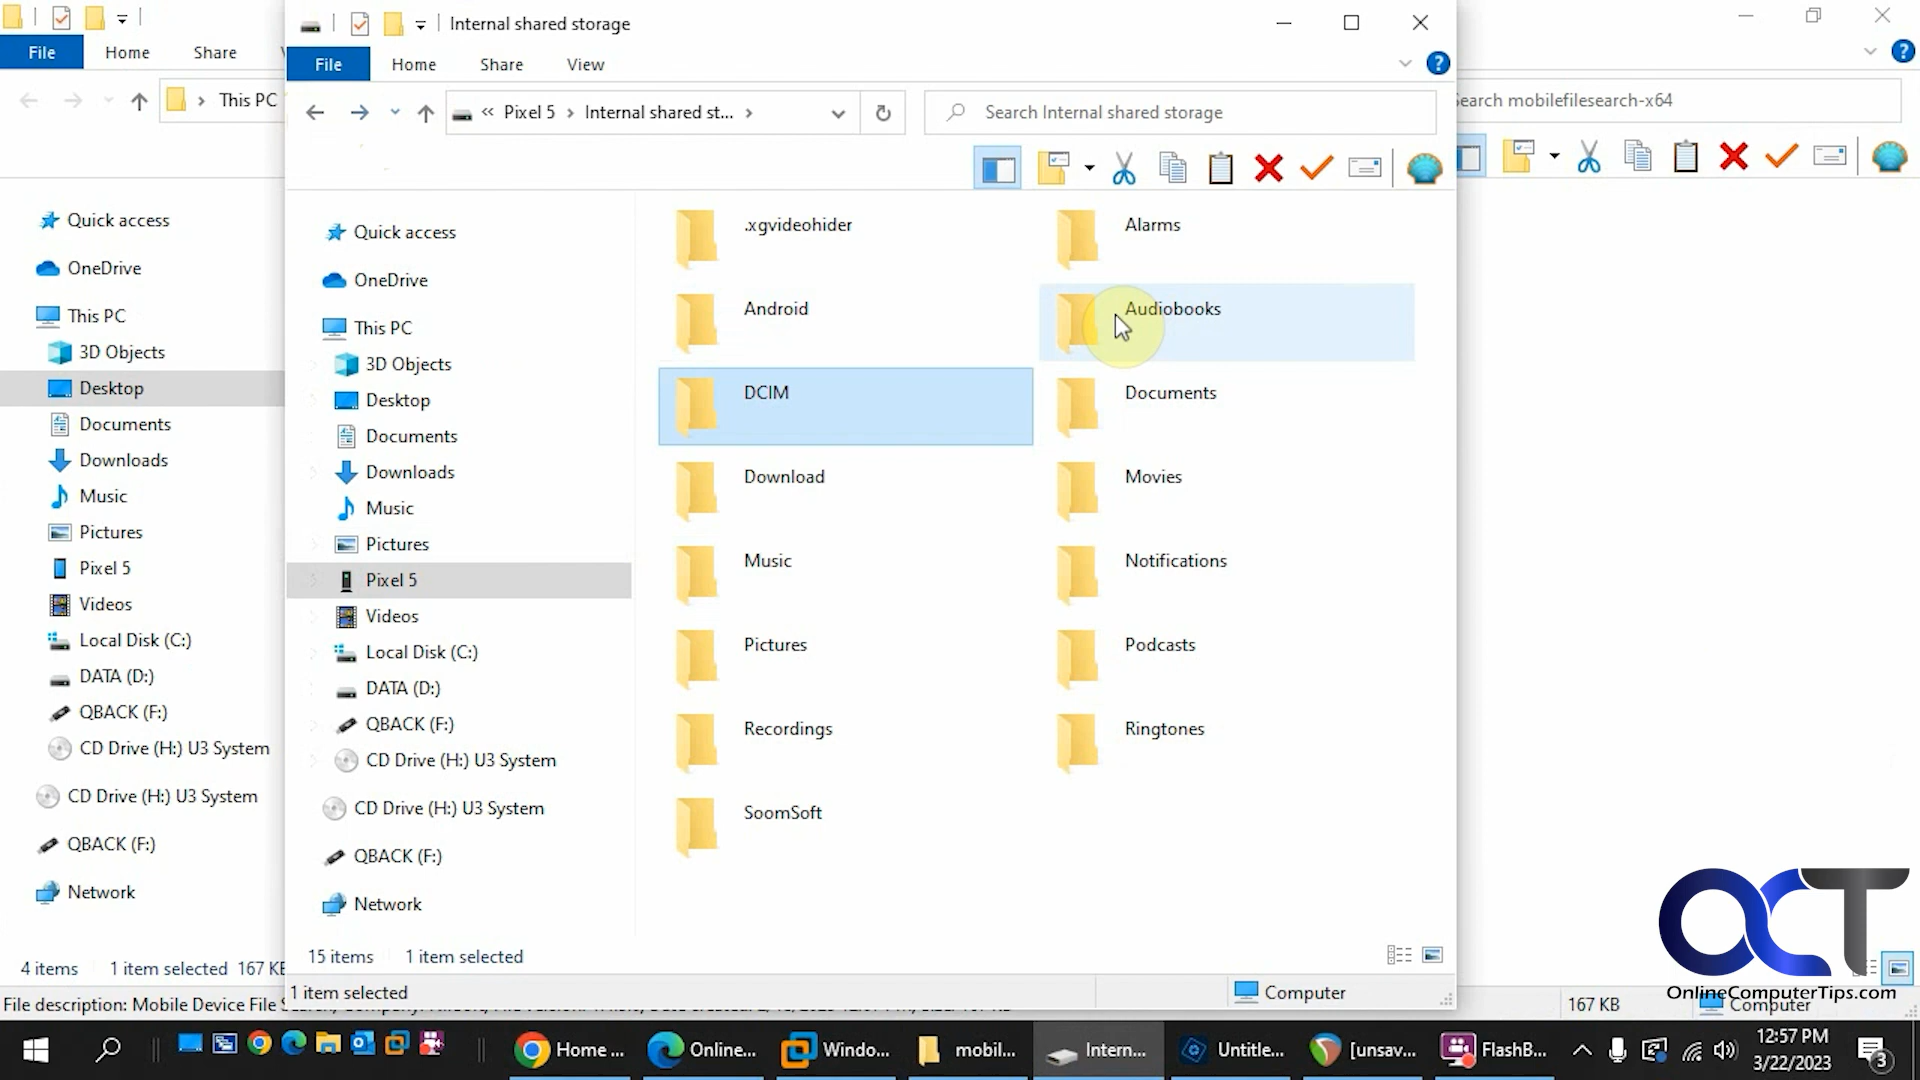 Internal shared storage
File
Home
Share
View
Pixel 5
Internal shared st...
Search Internal shared storage
Quick access
OneDrive
This PC
3D Objects
Desktop
Documents
Downloads
Music
Pictures
Pixel 5
Videos
Local Disk (C:)
DATA (D:)
QBACK (F:)
CD Drive (H:) U3 System
CD Drive (H:) U3 System
QBACK (F:)
Network
.xgvideohider
Alarms
Android
Audiobooks
DCIM
Documents
Download
Movies
Music
Notifications
Pictures
Podcasts
Recordings
Ringtones
SoomSoft
15 items
1 item selected
1 item selected
Computer
File
Home
Share
This PC
Search mobilefilesearch-x64
Quick access
OneDrive
This PC
3D Objects
Desktop
Documents
Downloads
Music
Pictures
Pixel 5
Videos
Local Disk (C:)
DATA (D:)
QBACK (F:)
CD Drive (H:) U3 System
CD Drive (H:) U3 System
QBACK (F:)
Network
4 items
1 item selected 167 KB
File description: Mobile Device File
167 KB
Computer
OCT
OnlineComputerTips.com
Home ...
Online...
Windo...
mobil...
Intern...
Untitle...
[unsav...
FlashB...
12:57 PM
3/22/2023
3